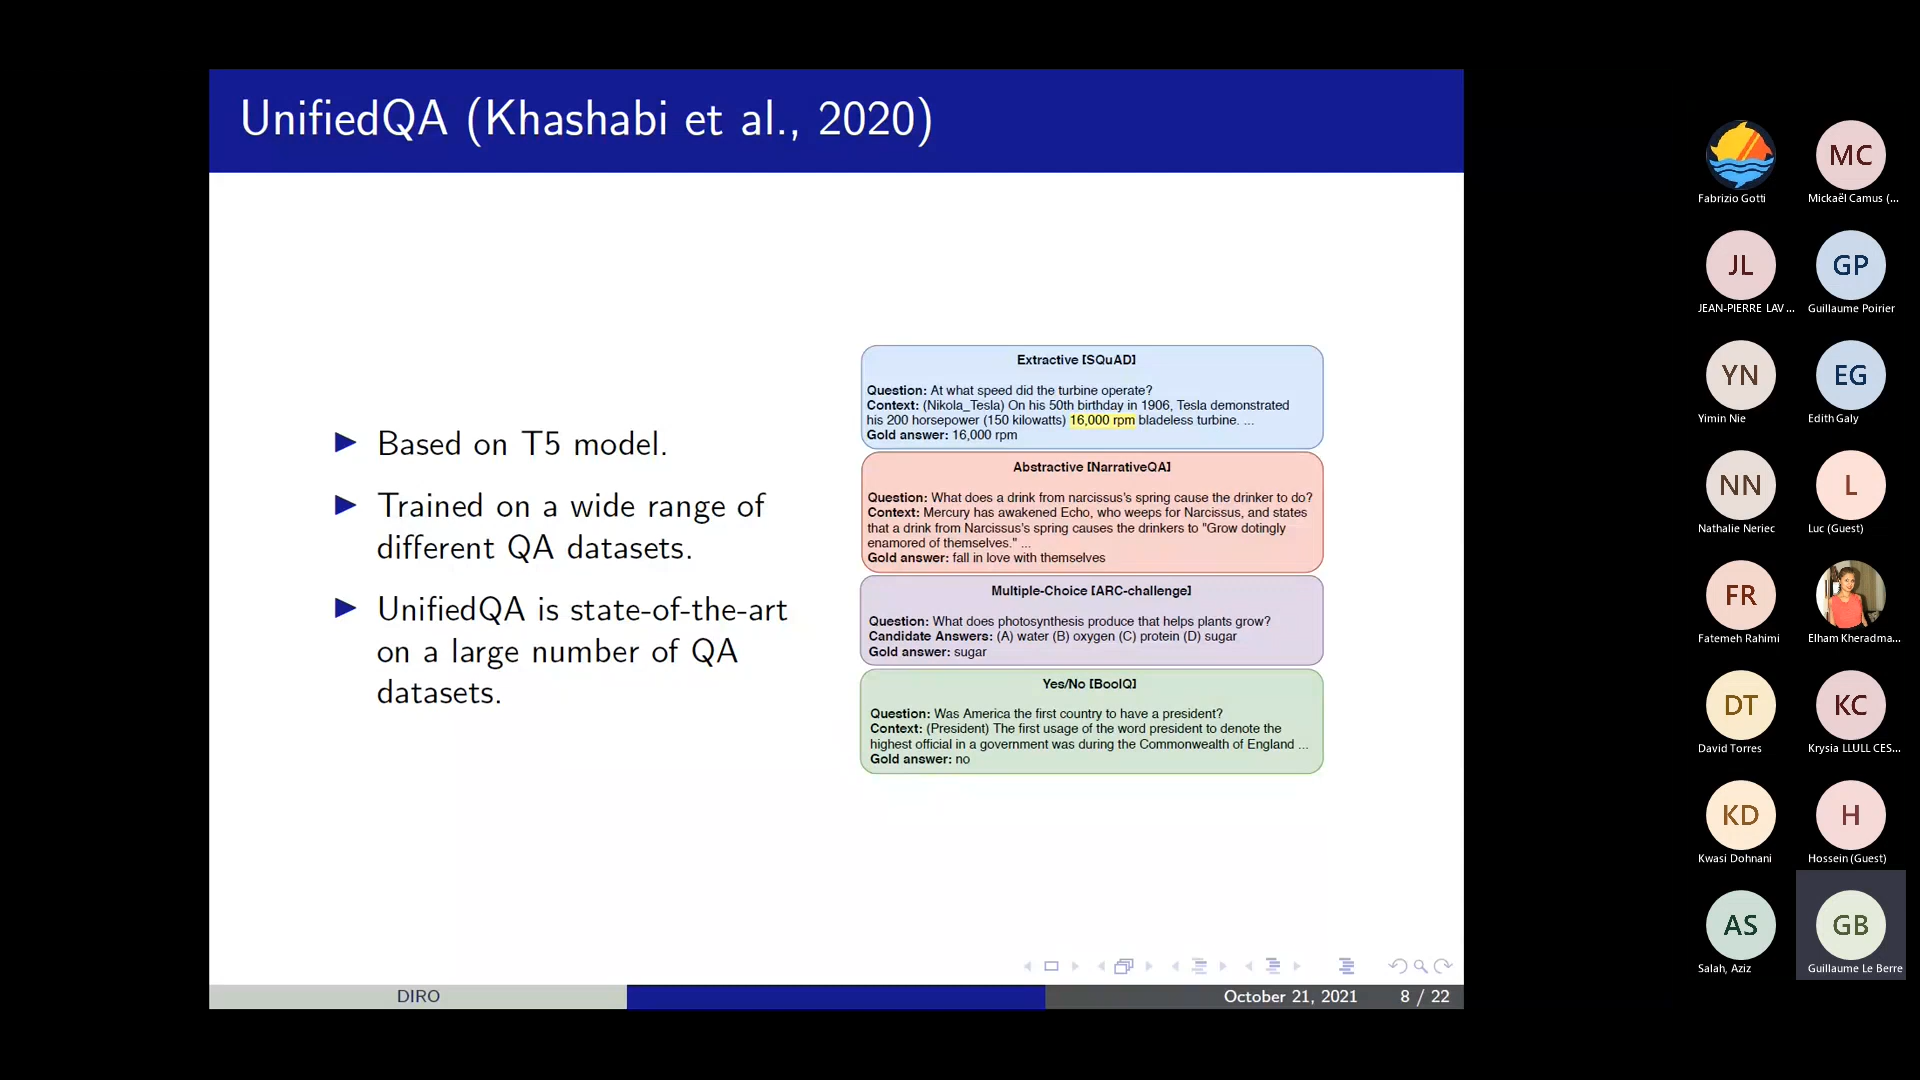 UnifiedQA (Khashabi et al., 2020)
Based on T5 model.
Trained on a wide range of
different QA datasets.
UnifiedQA is state-of-the-art
on a large number of QA
datasets.
Extractive [SQuAD]
Question: At what speed did the turbine operate?
Context: (Nikola_Tesla) On his 50th birthday in 1906, Tesla demonstrated
his 200 horsepower (150 kilowatts) 16,000 rpm bladeless turbine. ...
Gold answer: 16,000 rpm
Abstractive [NarrativeQA]
Question: What does a drink from narcissus's spring cause the drinker to do?
Context: Mercury has awakened Echo, who weeps for Narcissus, and states
that a drink from Narcissus's spring causes the drinkers to "Grow dotingly
enamored of themselves." ...
Gold answer: fall in love with themselves
Multiple-Choice [ARC-challenge]
Question: What does photosynthesis produce that helps plants grow?
Candidate Answers: (A) water (B) oxygen (C) protein (D) sugar
Gold answer: sugar
Yes/No [BoolQ]
Question: Was America the first country to have a president?
Context: (President) The first usage of the word president to denote the
highest official in a government was during the Commonwealth of England ...
Gold answer: no
DIRO
October 21, 2021 8 / 22
Fabrizio Gotti
MC
Mickaël Camus (...
JL
JEAN-PIERRE LAV...
GP
Guillaume Poirier
YN
Yimin Nie
EG
Edith Galy
NN
Nathalie Neriec
L
Luc (Guest)
FR
Fatemeh Rahimi
Elham Kheradma...
DT
David Torres
KC
Krysia LLULL CES...
KD
Kwasi Dohnani
H
Hossein (Guest)
AS
Salah, Aziz
GB
Guillaume Le Berre